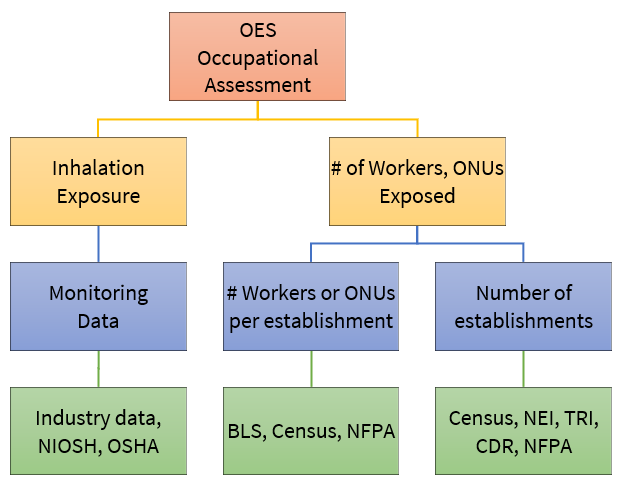 OES
Occupational
Assessment
Inhalation
Exposure
# of Workers, ONUs
Exposed
Monitoring
Data
# Workers or ONUs
per establishment
Number of
establishments
Industry data,
NIOSH, OSHA
BLS, Census, NFPA
Census, NEI, TRI,
CDR, NFPA